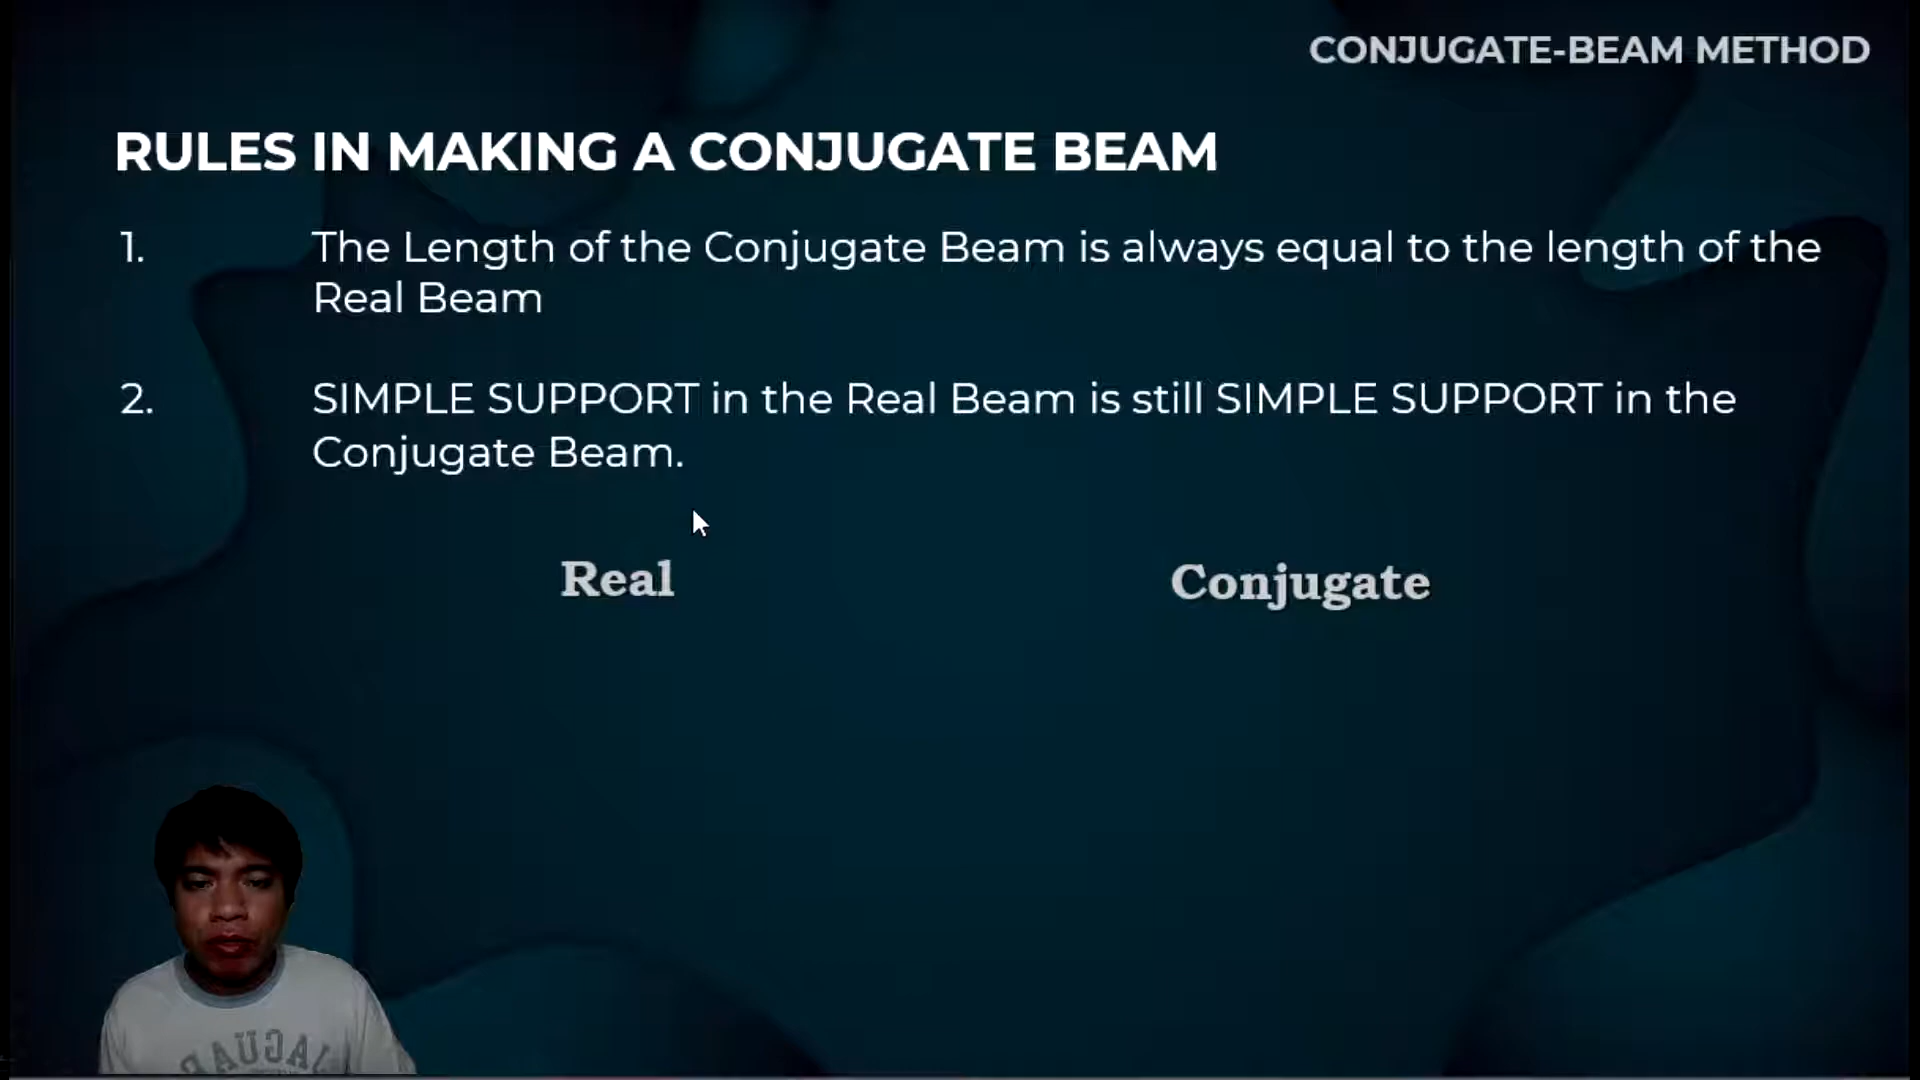 CONJUGATE-BEAM METHOD
RULES IN MAKING A CONJUGATE BEAM
1. The Length of the Conjugate Beam is always equal to the length of the
Real Beam
2. SIMPLE SUPPORT in the Real Beam is still SIMPLE SUPPORT in the
Conjugate Beam.
Real Conjugate
JAGUAR